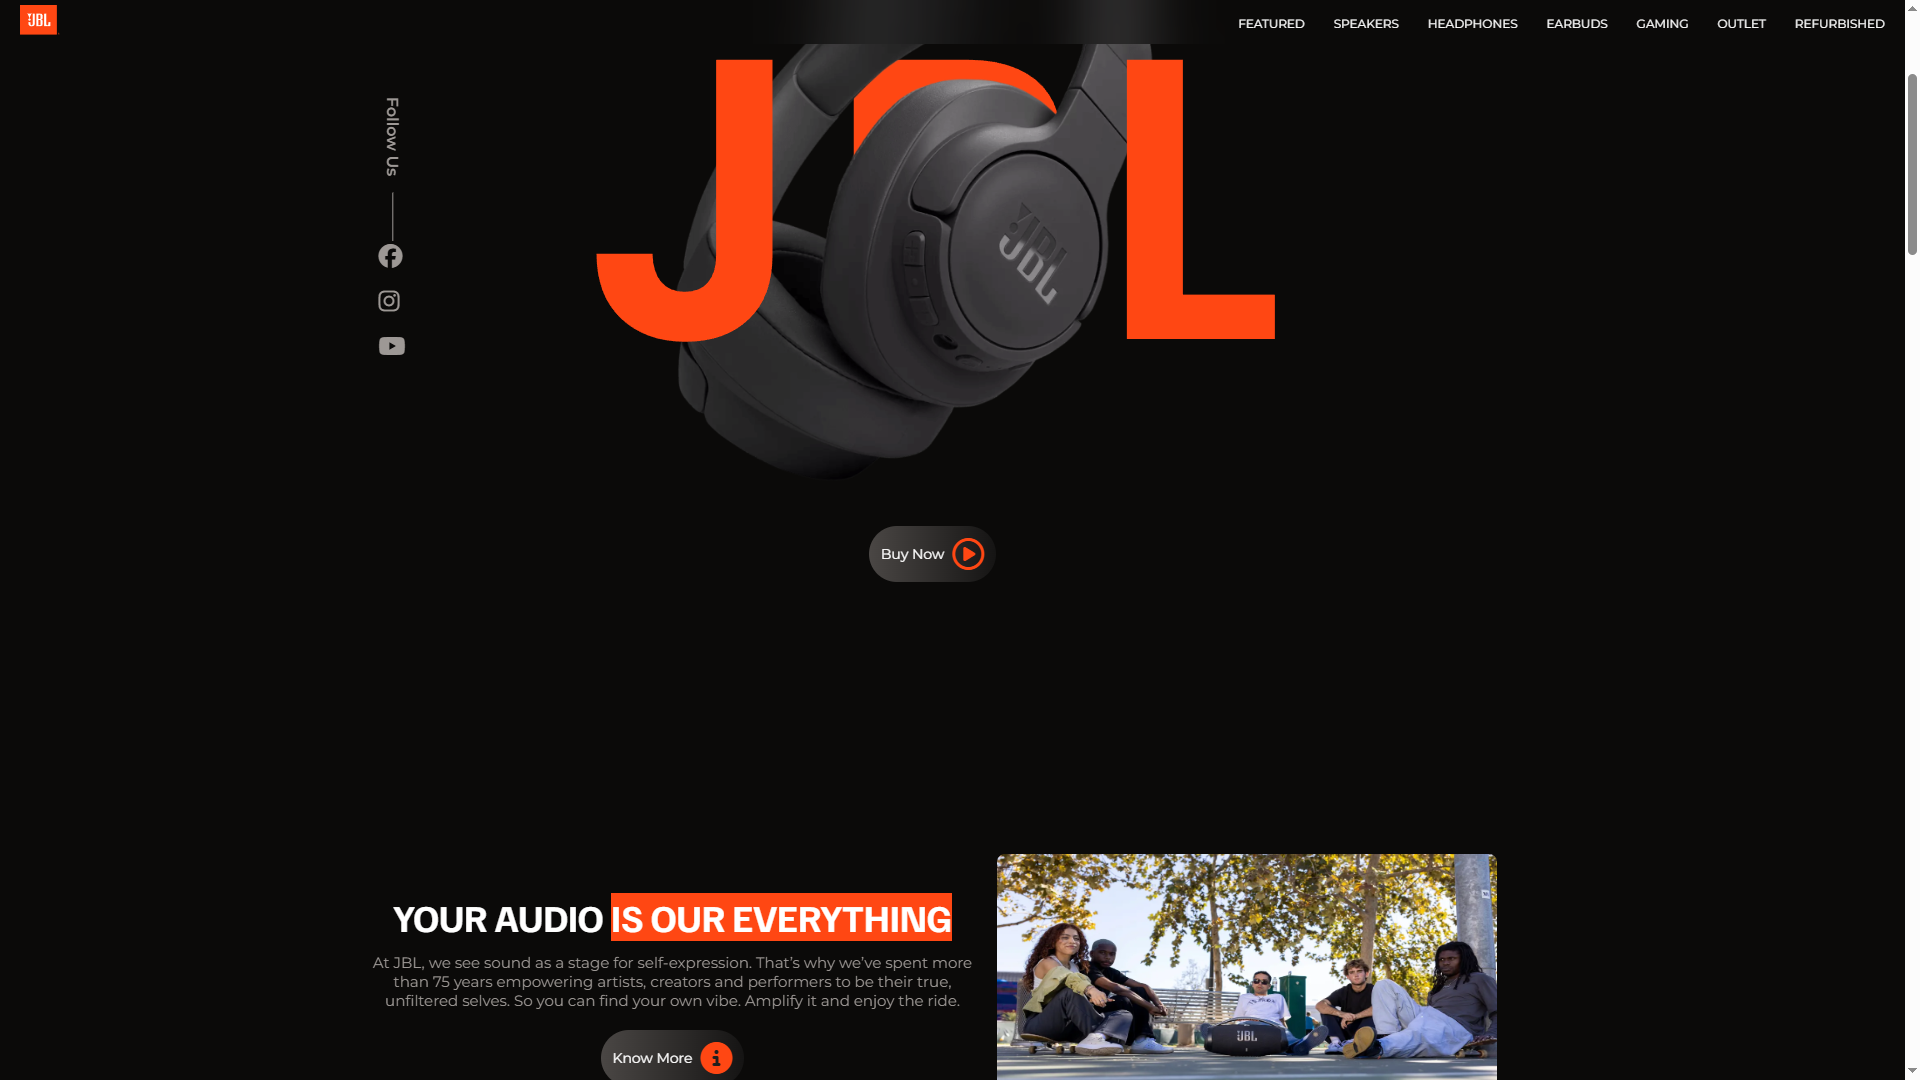 JBL
FEATURED
SPEAKERS
HEADPHONES
EARBUDS
GAMING
OUTLET
REFURBISHED
Follow Us
J L
JBL
Buy Now
YOUR AUDIO IS OUR EVERYTHING
At JBL, we see sound as a stage for self-expression. That’s why we’ve spent more
than 75 years empowering artists, creators and performers to be their true,
unfiltered selves. So you can find your own vibe. Amplify it and enjoy the ride.
JBL
Know More